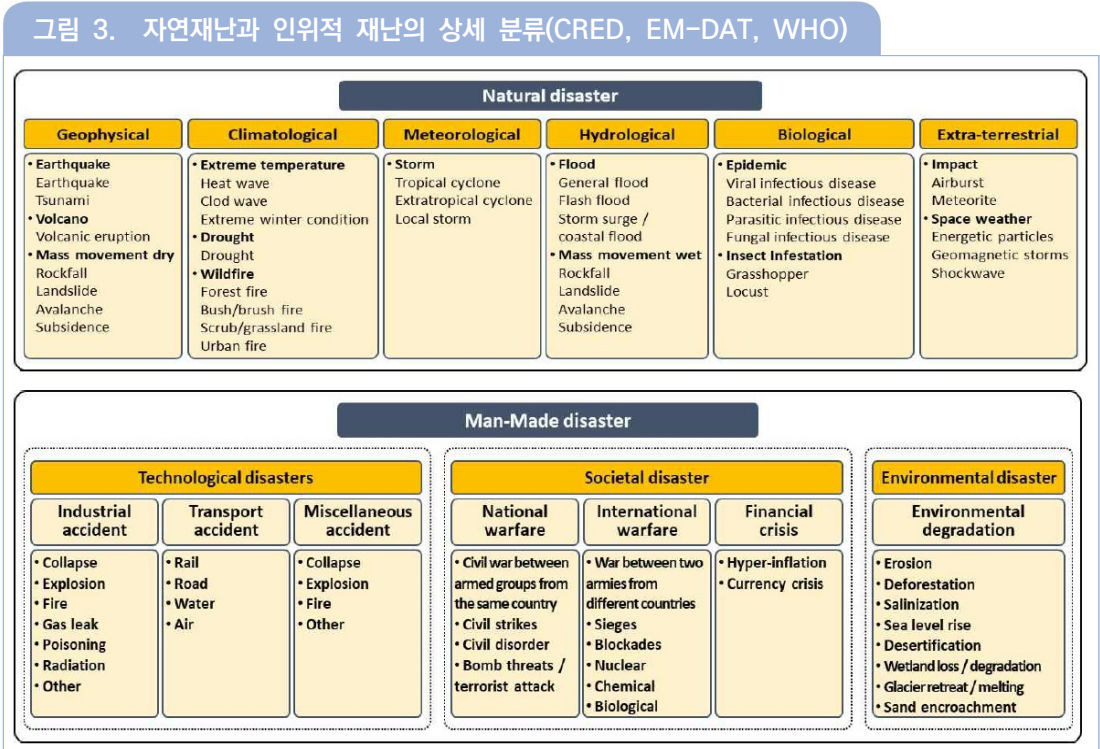 그림 3. 자연재난과 인위적 재난의 상세 분류(CRED, EM-DAT, WHO)
Natural disaster
Geophysical
• Earthquake
Earthquake
Tsunami
• Volcano
Volcanic eruption
• Mass movement dry
Rockfall
Landslide
Avalanche
Subsidence
Climatological
• Extreme temperature
Heat wave
Clod wave
Extreme winter condition
• Drought
Drought
• Wildfire
Forest fire
Bush/brush fire
Scrub/grassland fire
Urban fire
Meteorological
• Storm
Tropical cyclone
Extratropical cyclone
Local storm
Hydrological
• Flood
General flood
Flash flood
Storm surge /
coastal flood
• Mass movement wet
Rockfall
Landslide
Avalanche
Subsidence
Biological
• Epidemic
Viral infectious disease
Bacterial infectious disease
Parasitic infectious disease
Fungal infectious disease
• Insect Infestation
Grasshopper
Locust
Extra-terrestrial
• Impact
Airburst
Meteorite
• Space weather
Energetic particles
Geomagnetic storms
Shockwave
Man-Made disaster
Technological disasters
Industrial
accident
• Collapse
• Explosion
• Fire
• Gas leak
• Poisoning
• Radiation
• Other
Transport
accident
• Rail
• Road
• Water
• Air
Miscellaneous
accident
• Collapse
• Explosion
• Fire
• Other
Societal disaster
National
warfare
• Civil war between
armed groups from
the same country
• Civil strikes
• Civil disorder
• Bomb threats /
terrorist attack
International
warfare
• War between two
armies from
different countries
• Sieges
• Blockades
• Nuclear
• Chemical
• Biological
Financial
crisis
• Hyper-inflation
• Currency crisis
Environmental disaster
Environmental
degradation
• Erosion
• Deforestation
• Salinization
• Sea level rise
• Desertification
• Wetland loss / degradation
• Glacier retreat / melting
• Sand encroachment